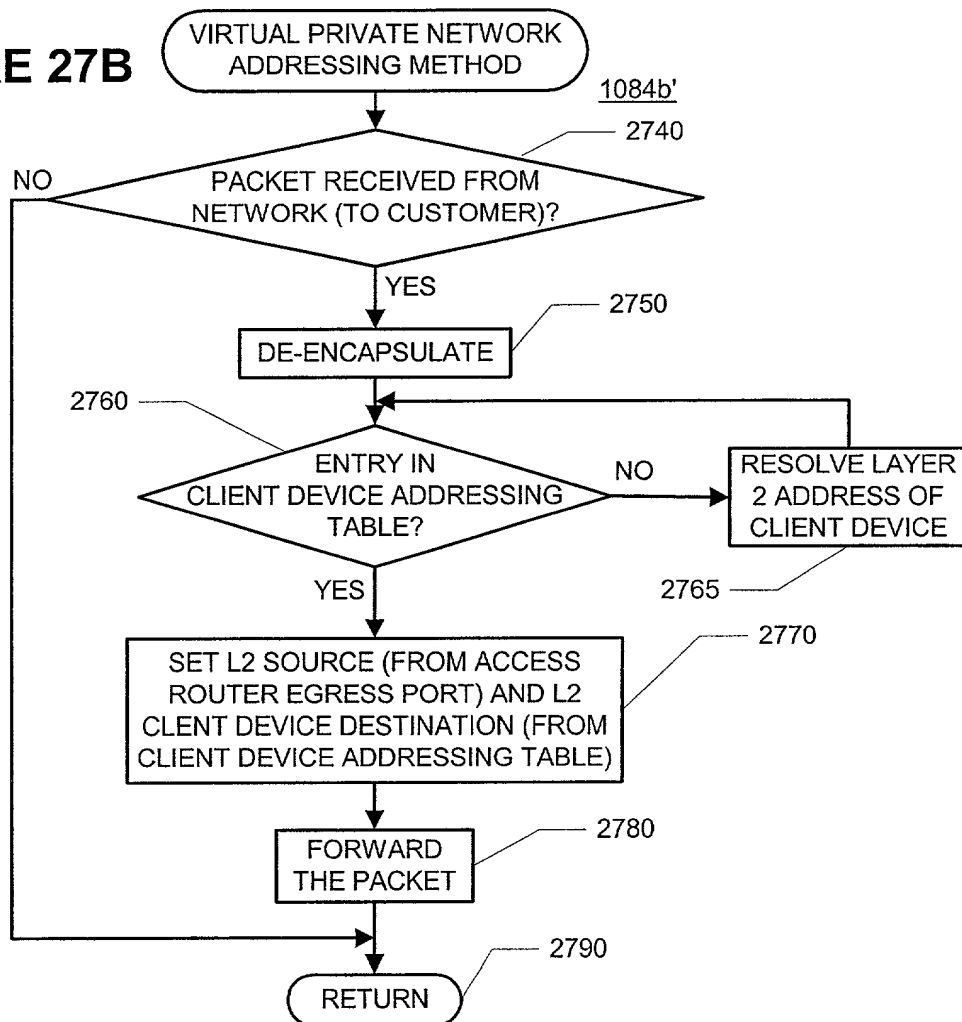 VIRTUAL PRIVATE NETWORK
ADDRESSING METHOD
RE 27B
1084b'
2740
NO
PACKET RECEIVED FROM
NETWORK (TO CUSTOMER)?
YES
2750
DE-ENCAPSULATE
2760
ENTRY IN
CLIENT DEVICE ADDRESSING
TABLE?
NO
RESOLVE LAYER
2 ADDRESS OF
CLIENT DEVICE
2765
YES
2770
SET L2 SOURCE (FROM ACCESS
ROUTER EGRESS PORT) AND L2
CLENT DEVICE DESTINATION (FROM
CLIENT DEVICE ADDRESSING TABLE)
2780
FORWARD
THE PACKET
2790
RETURN